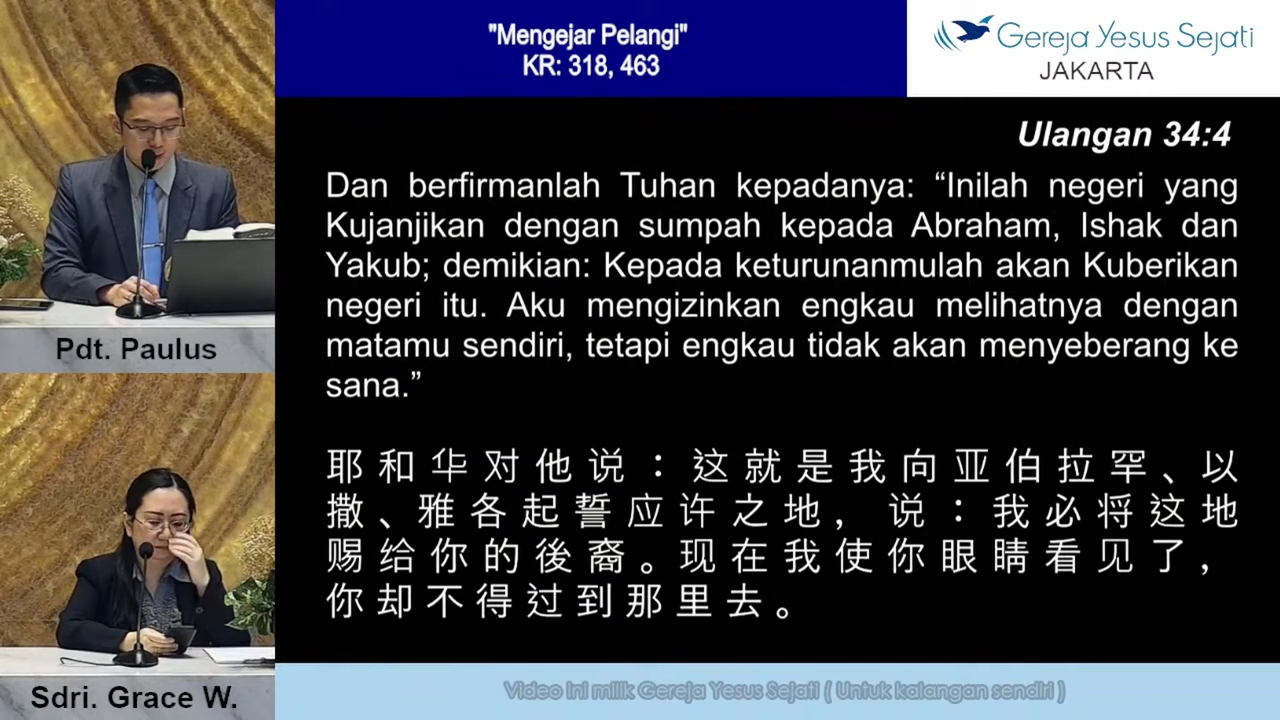 "Mengejar Pelangi"
KR: 318, 463
Gereja Yesus Sejati
JAKARTA
Ulangan 34:4
Dan berfirmanlah Tuhan kepadanya: “Inilah negeri yang
Kujanjikan dengan sumpah kepada Abraham, Ishak dan
Yakub; demikian: Kepada keturunanmulah akan Kuberikan
negeri itu. Aku mengizinkan engkau melihatnya dengan
matamu sendiri, tetapi engkau tidak akan menyeberang ke
sana.”
耶和华对他说：这就是我向亚伯拉罕、以
撒、雅各起誓应许之地，说：我必将这地
赐给你的後裔。现在我使你眼睛看见了，
你却不得过到那里去。
Pdt. Paulus
Sdri. Grace W.
Video ini milik Gereja Yesus Sejati ( Untuk kalangan sendiri )